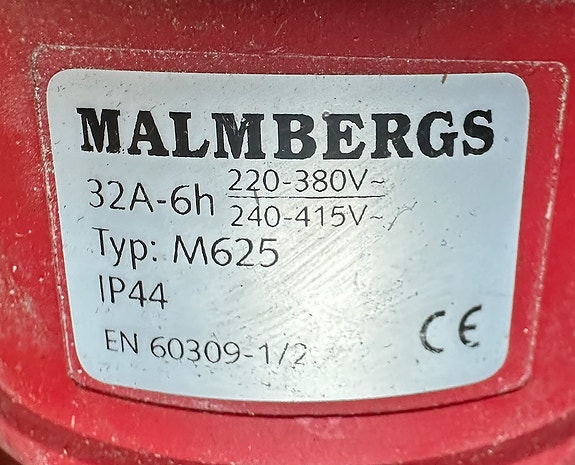 MALMBERGS
32A-6h 220-380V~
240-415V~
Typ: M625
IP44
EN 60309-1/2
CE